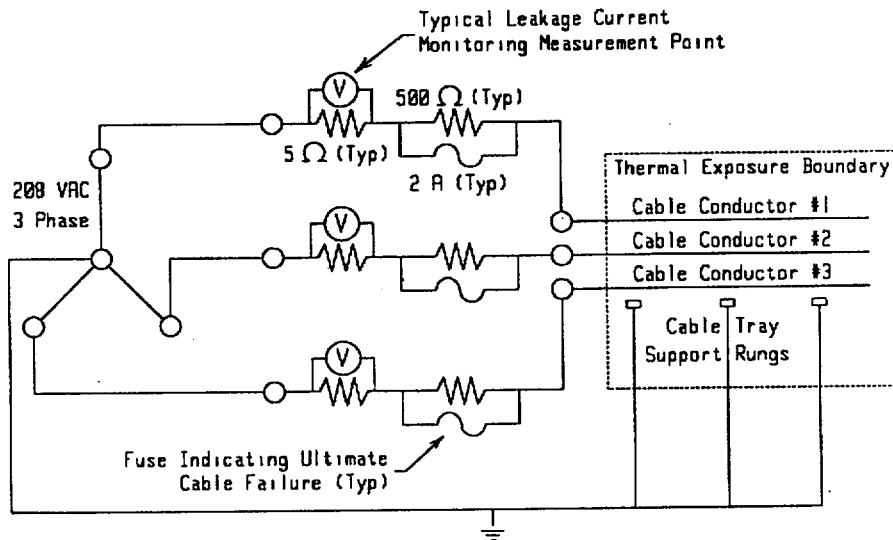 Typical Leakage Current
Monitoring Measurement Point
V
500 Ω (Typ)
5 Ω (Typ)
2 A (Typ)
208 VAC
3 Phase
Thermal Exposure Boundary
Cable Conductor #1
V
Cable Conductor #2
Cable Conductor #3
Cable Tray
Support Rungs
V
Fuse Indicating Ultimate
Cable Failure (Typ)